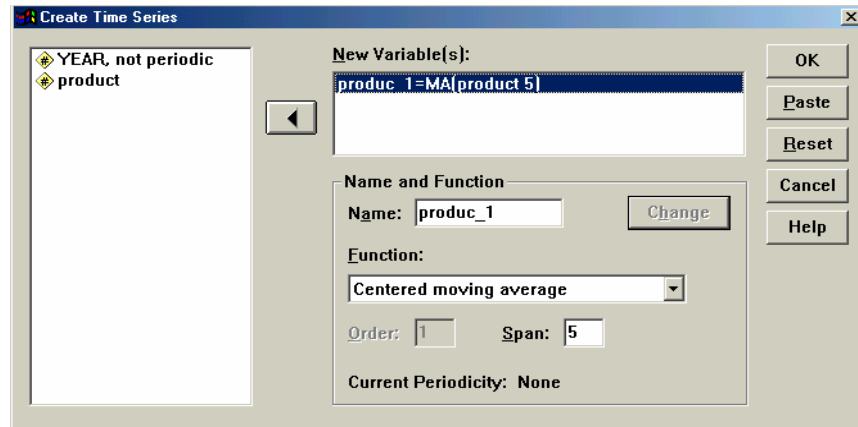 Create Time Series
YEAR, not periodic
product
New Variable(s):
produc_1=MA(product 5)
Name and Function
Name: produc_1
Change
Function:
Centered moving average
Order: 1
Span: 5
Current Periodicity: None
OK
Paste
Reset
Cancel
Help